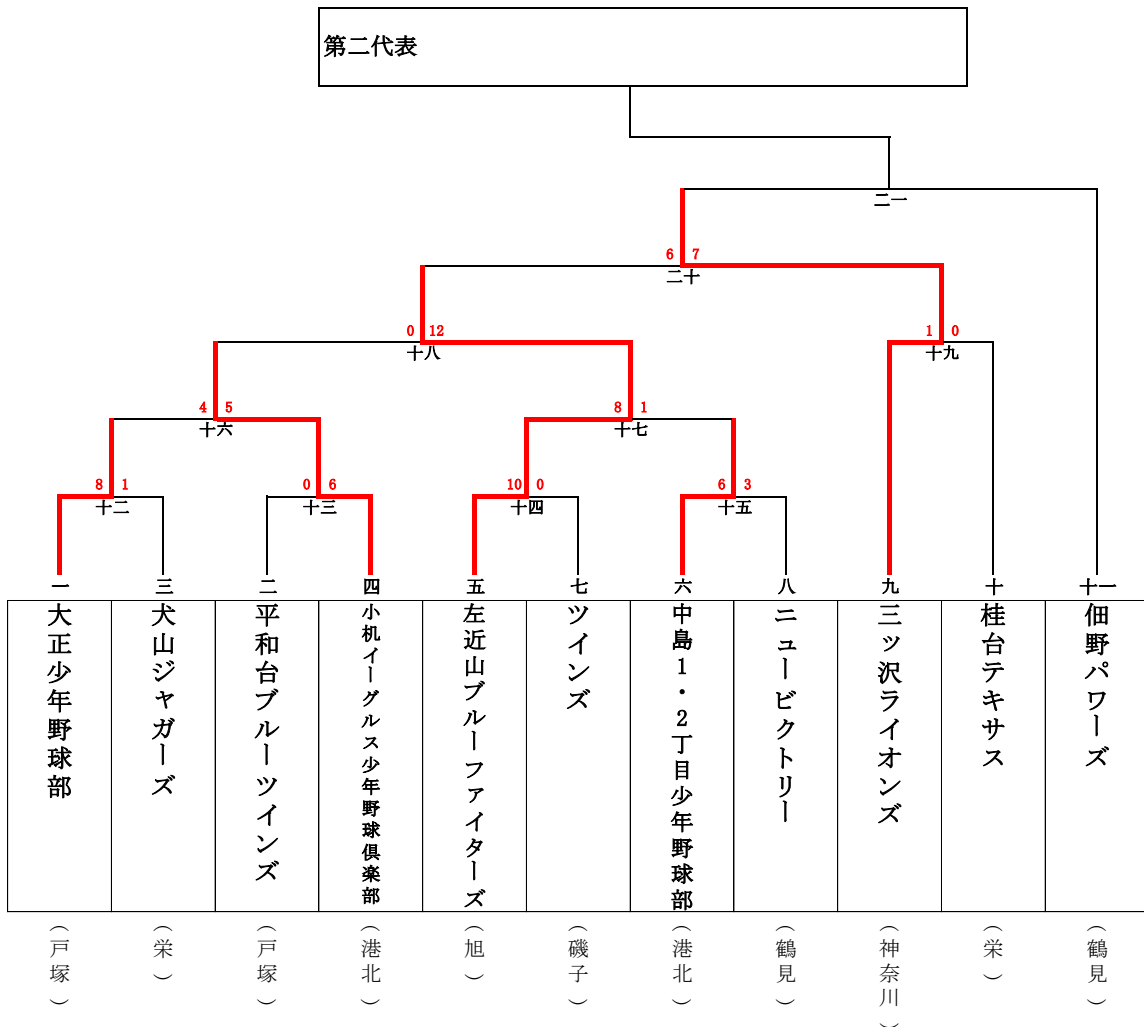 第二代表
二一
6 7
二十
0 12
十八
1 0
十九
4 5
十六
8 1
十七
8 1
十二
0 6
十三
10 0
十四
6 3
十五
一
三
二
四
五
七
六
八
九
十
十一
大正少年野球部
犬山ジャガーズ
平和台ブルーツインズ
小机イーグルス少年野球倶楽部
左近山ブルーファイターズ
ツインズ
中島1・2丁目少年野球部
ニュービクトリー
三ッ沢ライオンズ
桂台テキサス
佃野パワーズ
(戸塚)
(栄)
(戸塚)
(港北)
(旭)
(磯子)
(港北)
(鶴見)
(神奈川)
(栄)
(鶴見)